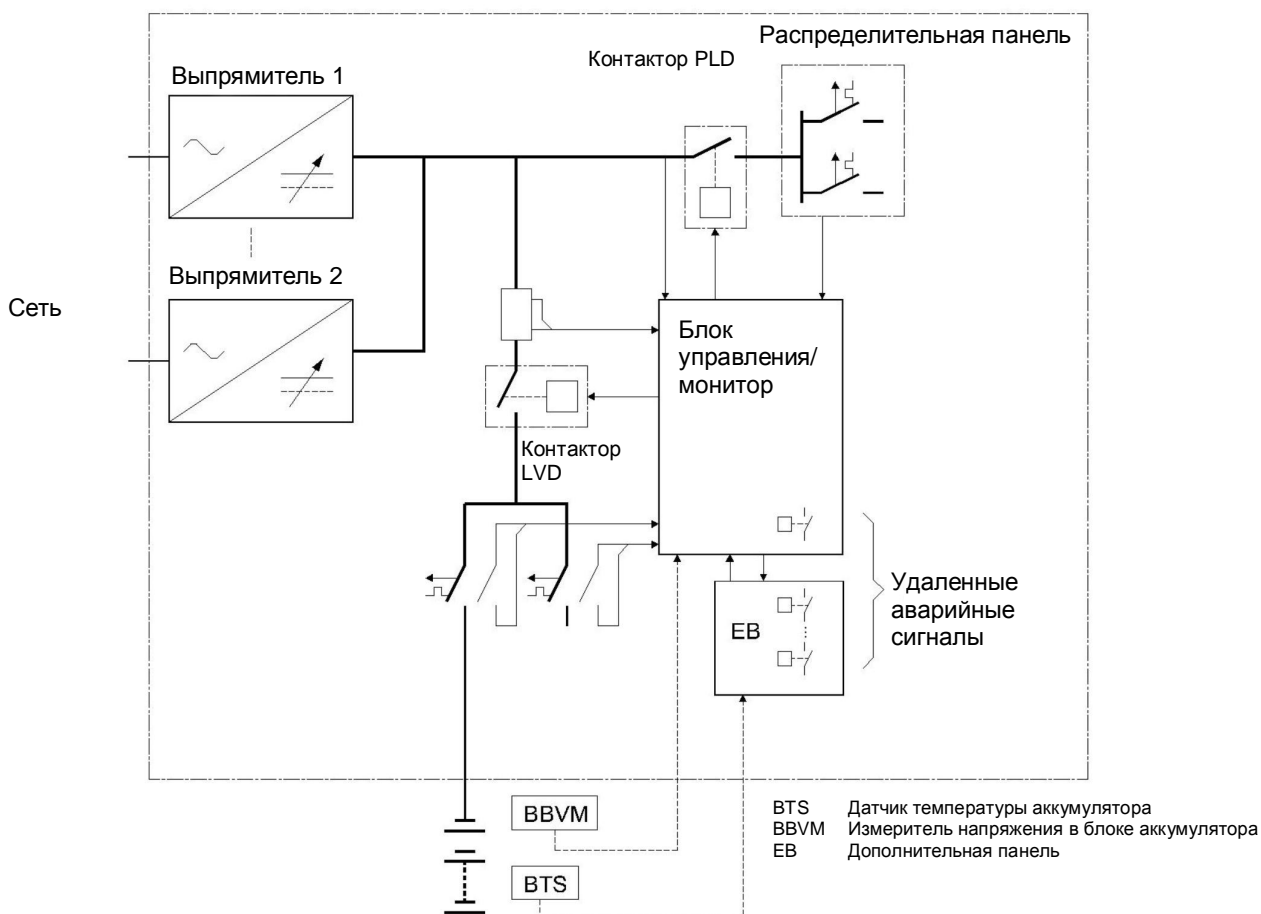 Распределительная панель
Контактор PLD
Выпрямитель 1
Выпрямитель 2
Сеть
Блок
управления/
монитор
Контактор
LVD
EB
Удаленные
аварийные
сигналы
BBVM
BTS
BTS Датчик температуры аккумулятора
BBVM Измеритель напряжения в блоке аккумулятора
EB Дополнительная панель